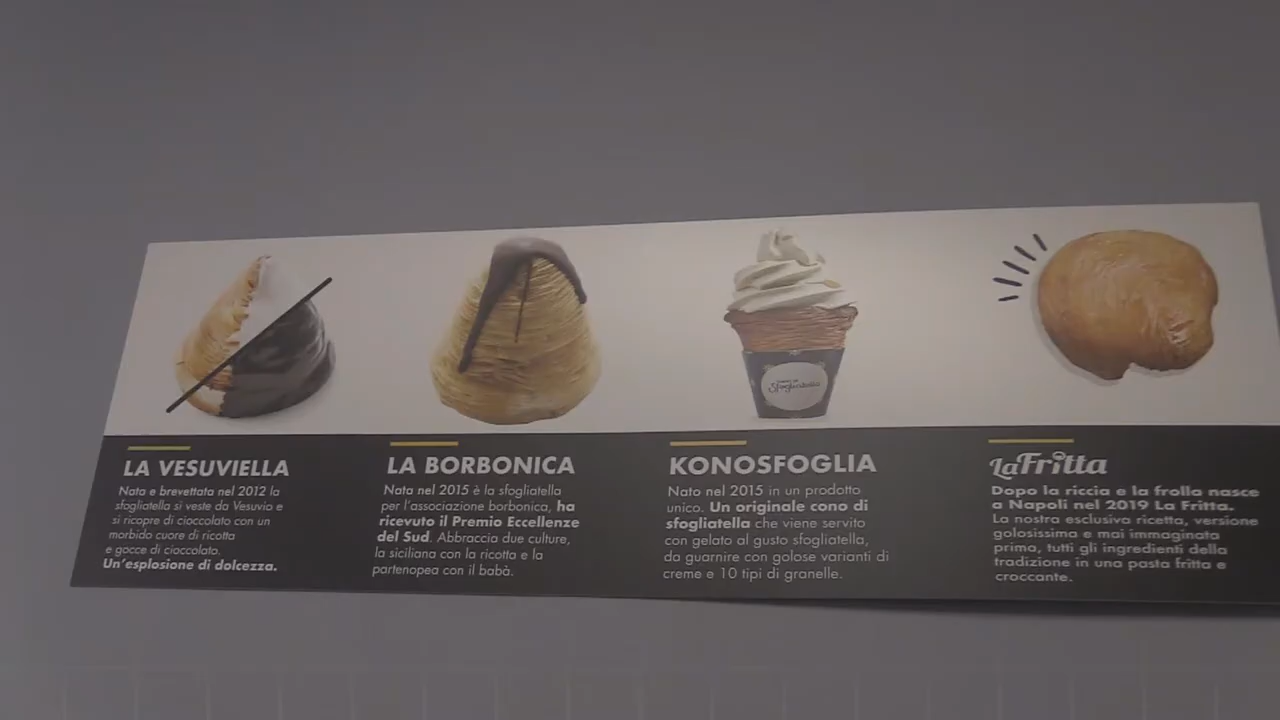 LA VESUVIELLA
Nata e brevettata nel 2012 la
sfogliatella si veste da Vesuvio e
si ricopre di cioccolato con un
morbido cuore di ricotta
e gocce di cioccolato.
Un'esplosione di dolcezza.
LA BORBONICA
Nata nel 2015 è la sfogliatella
per l'associazione borbonica, ha
ricevuto il Premio Eccellenze
del Sud. Abbraccia due culture,
la siciliana con la ricotta e la
partenopea con il babà.
Sfogliatella
KONOSFOGLIA
Nato nel 2015 in un prodotto
unico. Un originale cono di
sfogliatella che viene servito
con gelato al gusto sfogliatella,
da guarnire con golose varianti di
creme e 10 tipi di granelle.
LaFritta
Dopo la riccia e la frolla nasce
a Napoli nel 2019 La Fritta.
La nostra esclusiva ricetta, versione
golosissima e mai immaginata
prima, tutti gli ingredienti della
tradizione in una pasta fritta e
croccante.